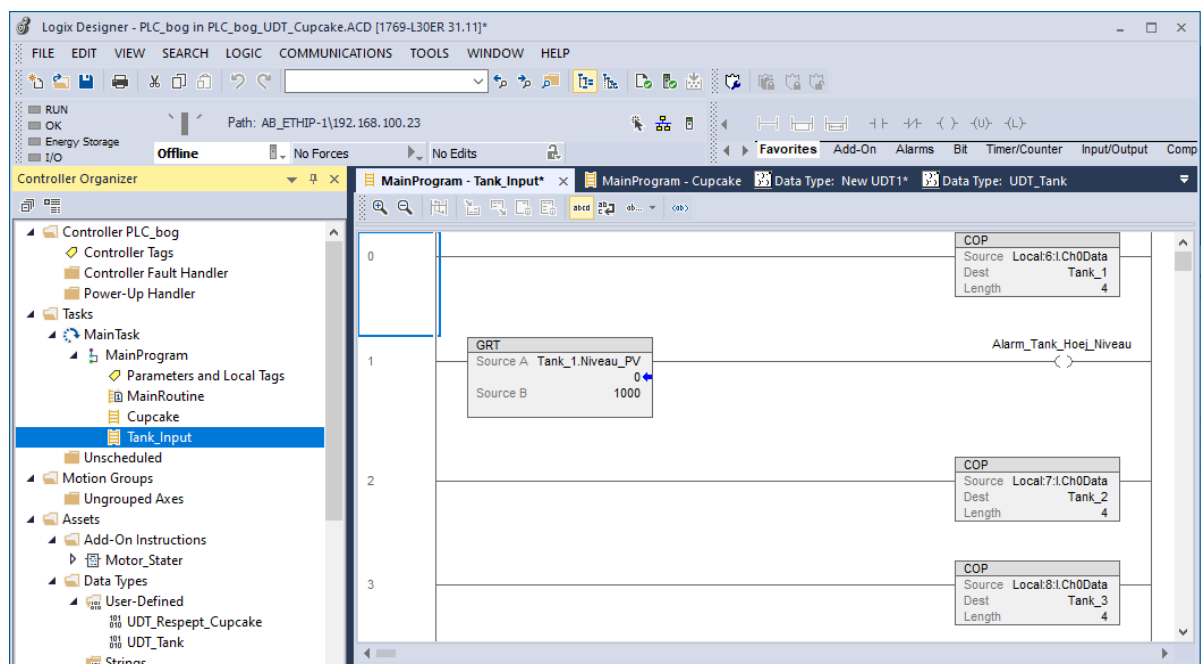 Logix Designer - PLC_bog in PLC_bog_UDT_Cupcake.ACD [1769-L30ER 31.11]*
FILE EDIT VIEW SEARCH LOGIC COMMUNICATIONS TOOLS WINDOW HELP
RUN
OK
Energy Storage
I/O
Path: AB_ETHIP-1\192.168.100.23
Offline No Forces No Edits
Favorites Add-On Alarms Bit Timer/Counter Input/Output Comp
Controller Organizer
Controller PLC_bog
Controller Tags
Controller Fault Handler
Power-Up Handler
Tasks
MainTask
MainProgram
Parameters and Local Tags
MainRoutine
Cupcake
Tank_Input
Unscheduled
Motion Groups
Ungrouped Axes
Assets
Add-On Instructions
Motor_Stater
Data Types
User-Defined
UDT_Respept_Cupcake
UDT_Tank
Strings
MainProgram - Tank_Input* MainProgram - Cupcake Data Type: New UDT1* Data Type: UDT_Tank
abcd ab... <ab>
0
COP
Source Local:6:I.Ch0Data
Dest Tank_1
Length 4
1
GRT
Source A Tank_1.Niveau_PV
0
Source B 1000
Alarm_Tank_Hoej_Niveau
2
COP
Source Local:7:I.Ch0Data
Dest Tank_2
Length 4
3
COP
Source Local:8:I.Ch0Data
Dest Tank_3
Length 4